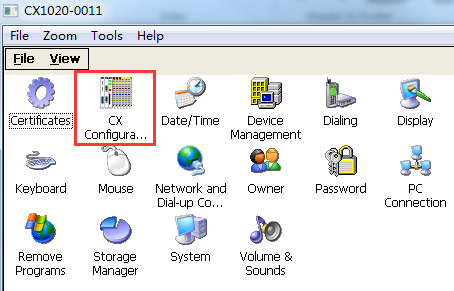 CX1020-0011
File Zoom Tools Help
File View
Certificates CX Configura... Date/Time Device Management Dialing Display
Keyboard Mouse Network and Dial-up Co... Owner Password PC Connection
Remove Programs Storage Manager System Volume & Sounds